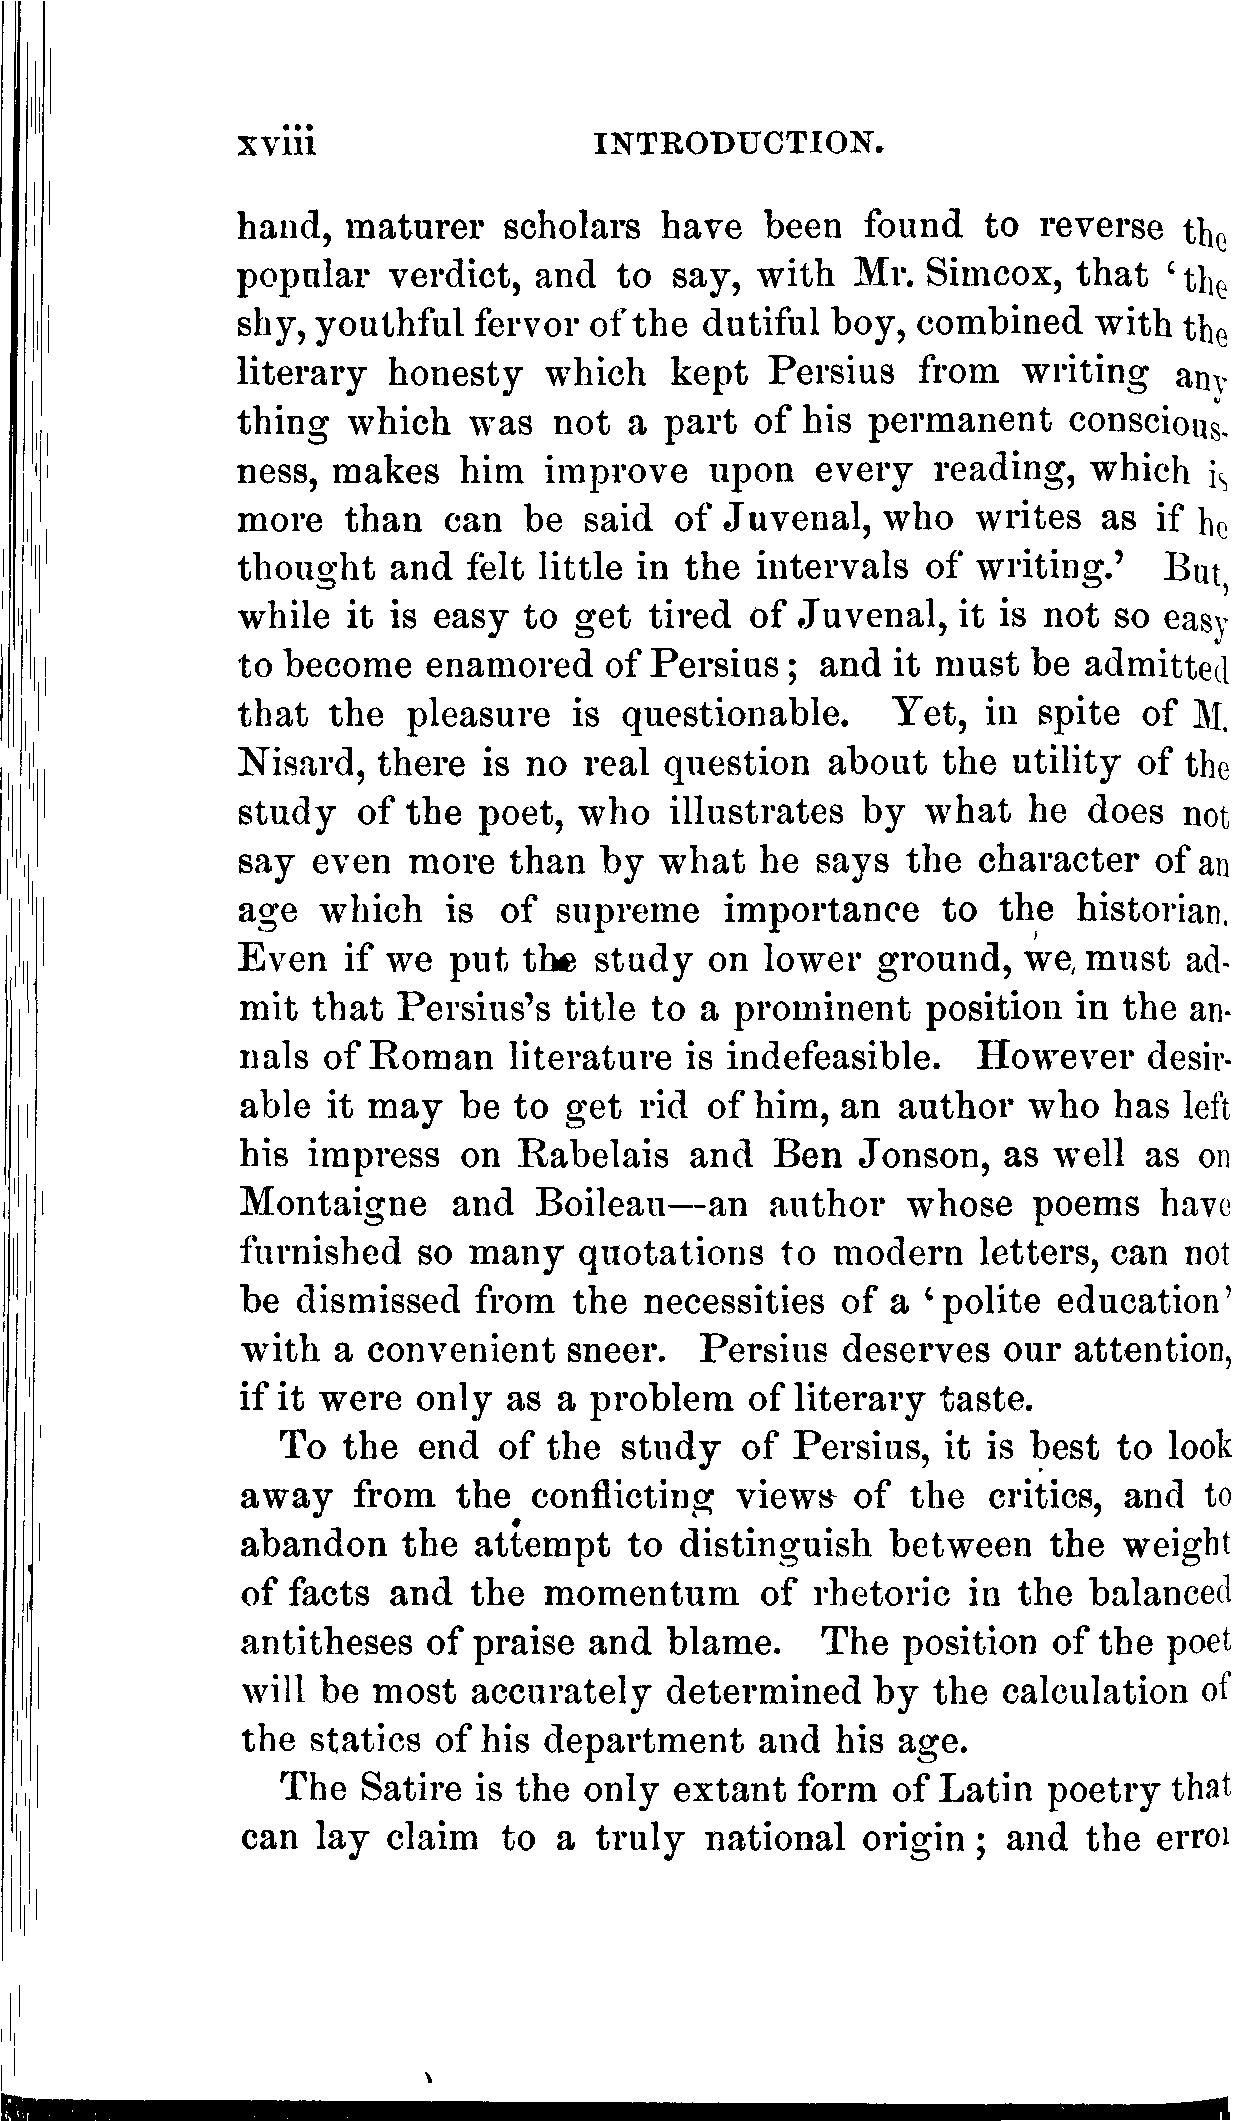 xviii INTRODUCTION.
hand, maturer scholars have been found to reverse the
popular verdict, and to say, with Mr. Simcox, that ‘the
shy, youthful fervor of the dutiful boy, combined with the
literary honesty which kept Persius from writing any
thing which was not a part of his permanent conscious-
ness, makes him improve upon every reading, which is
more than can be said of Juvenal, who writes as if he
thought and felt little in the intervals of writing.’ But,
while it is easy to get tired of Juvenal, it is not so easy
to become enamored of Persius; and it must be admitted
that the pleasure is questionable. Yet, in spite of M.
Nisard, there is no real question about the utility of the
study of the poet, who illustrates by what he does not
say even more than by what he says the character of an
age which is of supreme importance to the historian.
Even if we put the study on lower ground, we must ad-
mit that Persius’s title to a prominent position in the an-
nals of Roman literature is indefeasible. However desir-
able it may be to get rid of him, an author who has left
his impress on Rabelais and Ben Jonson, as well as on
Montaigne and Boileau—an author whose poems have
furnished so many quotations to modern letters, can not
be dismissed from the necessities of a ‘polite education’
with a convenient sneer. Persius deserves our attention,
if it were only as a problem of literary taste.
To the end of the study of Persius, it is best to look
away from the conflicting views of the critics, and to
abandon the attempt to distinguish between the weight
of facts and the momentum of rhetoric in the balanced
antitheses of praise and blame. The position of the poet
will be most accurately determined by the calculation of
the statics of his department and his age.
The Satire is the only extant form of Latin poetry that
can lay claim to a truly national origin; and the error